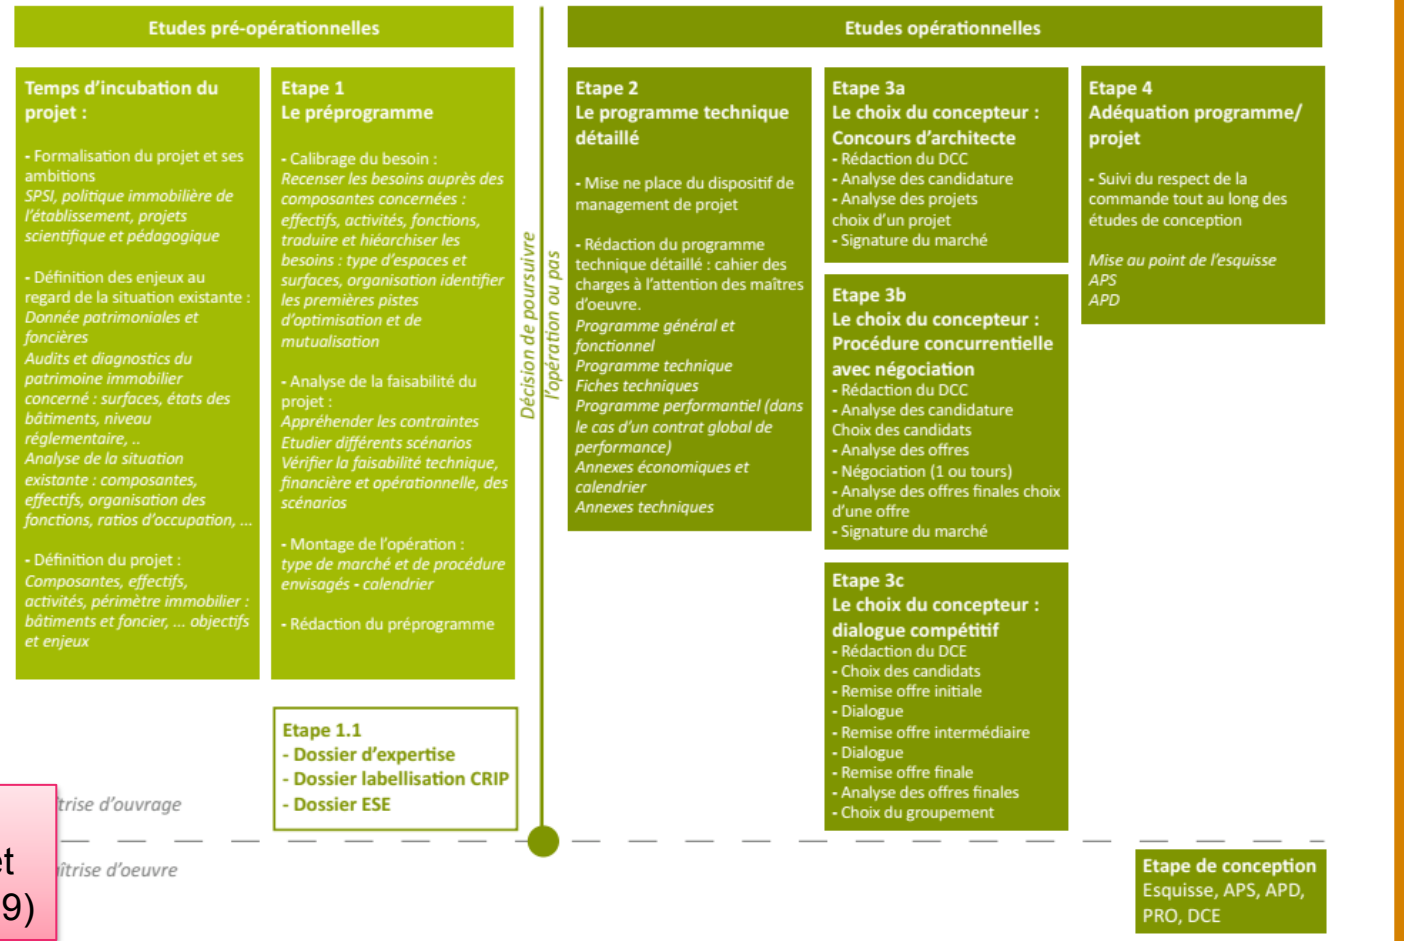 Etudes pré-opérationnelles
Etudes opérationnelles
Temps d'incubation du
projet :
- Formalisation du projet et ses
ambitions
SPSI, politique immobilière de
l'établissement, projets
scientifique et pédagogique
- Définition des enjeux au
regard de la situation existante :
Donnée patrimoniales et
foncières
Audits et diagnostics du
patrimoine immobilier
concerné : surfaces, états des
bâtiments, niveau
réglementaire, ..
Analyse de la situation
existante : composantes,
effectifs, organisation des
fonctions, ratios d'occupation, ...
- Définition du projet :
Composantes, effectifs,
activités, périmètre immobilier :
bâtiments et foncier, ... objectifs
et enjeux
Etape 1
Le préprogramme
- Calibrage du besoin :
Recenser les besoins auprès des
composantes concernées :
effectifs, activités, fonctions,
traduire et hiéarchiser les
besoins : type d'espaces et
surfaces, organisation identifier
les premières pistes
d'optimisation et de
mutualisation
- Analyse de la faisabilité du
projet :
Appréhender les contraintes
Etudier différents scénarios
Vérifier la faisabilité technique,
financière et opérationnelle, des
scénarios
- Montage de l'opération :
type de marché et de procédure
envisagés - calendrier
- Rédaction du préprogramme
Etape 1.1
- Dossier d'expertise
- Dossier labellisation CRIP
- Dossier ESE
Décision de poursuivre
l'opération ou pas
Etape 2
Le programme technique
détaillé
- Mise ne place du dispositif de
management de projet
- Rédaction du programme
technique détaillé : cahier des
charges à l'attention des maîtres
d'oeuvre.
Programme général et
fonctionnel
Programme technique
Fiches techniques
Programme performantiel (dans
le cas d'un contrat global de
performance)
Annexes économiques et
calendrier
Annexes techniques
Etape 3a
Le choix du concepteur :
Concours d'architecte
- Rédaction du DCC
- Analyse des candidature
- Analyse des projets
choix d'un projet
- Signature du marché
Etape 3b
Le choix du concepteur :
Procédure concurrentielle
avec négociation
- Rédaction du DCC
- Analyse des candidature
Choix des candidats
- Analyse des offres
- Négociation (1 ou tours)
- Analyse des offres finales choix
d'une offre
- Signature du marché
Etape 3c
Le choix du concepteur :
dialogue compétitif
- Rédaction du DCE
- Choix des candidats
- Remise offre initiale
- Dialogue
- Remise offre intermédiaire
- Dialogue
- Remise offre finale
- Analyse des offres finales
- Choix du groupement
Etape 4
Adéquation programme/
projet
- Suivi du respect de la
commande tout au long des
études de conception
Mise au point de l'esquisse
APS
APD
trise d'ouvrage
aîtrise d'oeuvre
et
9)
Etape de conception
Esquisse, APS, APD,
PRO, DCE